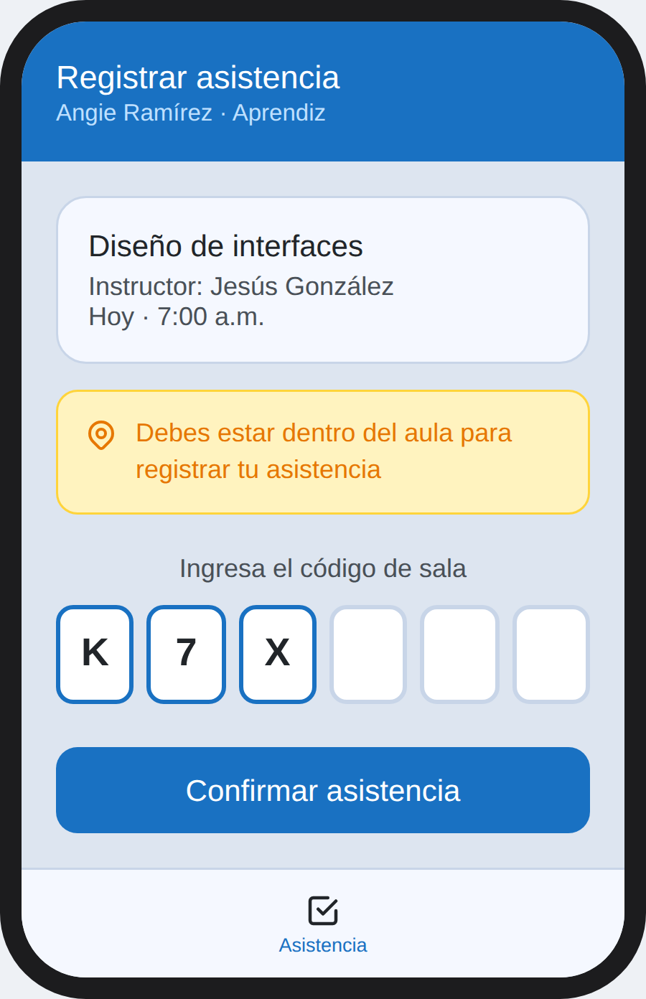 Registrar asistencia
Angie Ramírez · Aprendiz
Diseño de interfaces
Instructor: Jesús González
Hoy · 7:00 a.m.
Debes estar dentro del aula para
registrar tu asistencia
Ingresa el código de sala
K 7 X
Confirmar asistencia
Asistencia